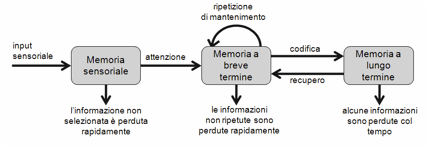 ripetizione
di mantenimento
input
sensoriale
Memoria
sensoriale
attenzione
Memoria a
breve
termine
codifica
recupero
Memoria a
lungo
termine
l'informazione non
selezionata è perduta
rapidamente
le informazioni
non ripetute sono
perdute rapidamente
alcune informazioni
sono perdute col
tempo